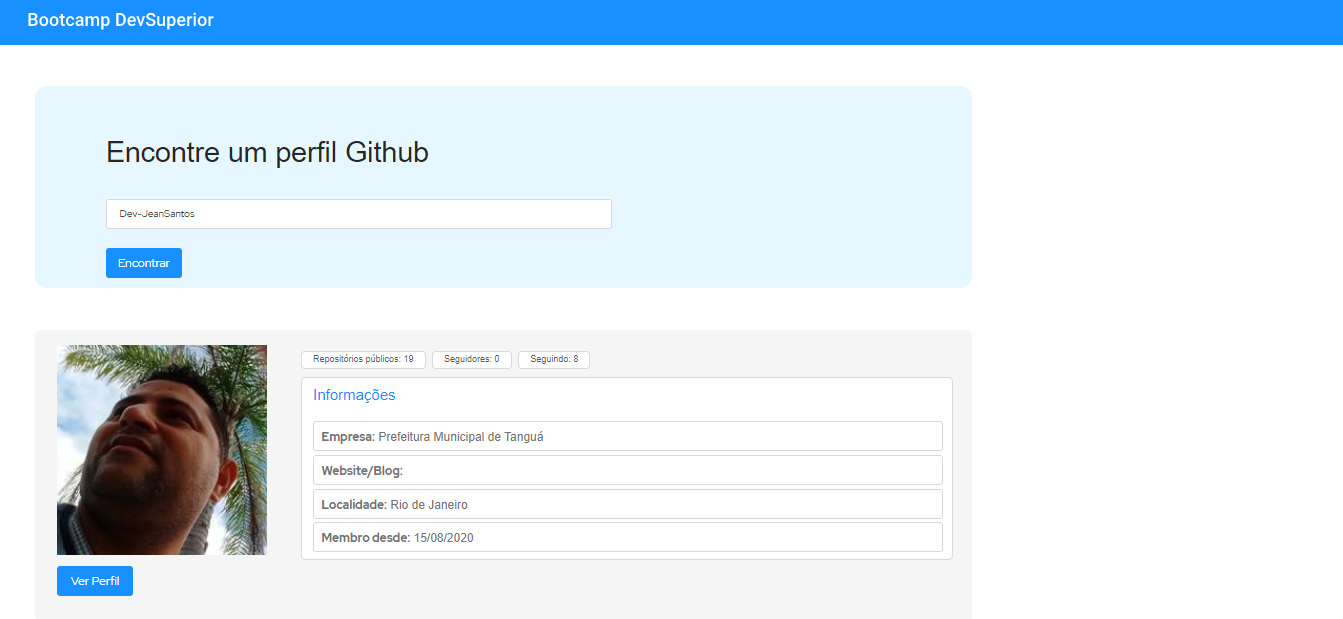 Bootcamp DevSuperior
Encontre um perfil Github
Dev-JeanSantos
Encontrar
Repositórios públicos: 19
Seguidores: 0
Seguindo: 8
Informações
Empresa: Prefeitura Municipal de Tanguá
Website/Blog:
Localidade: Rio de Janeiro
Membro desde: 15/08/2020
Ver Perfil